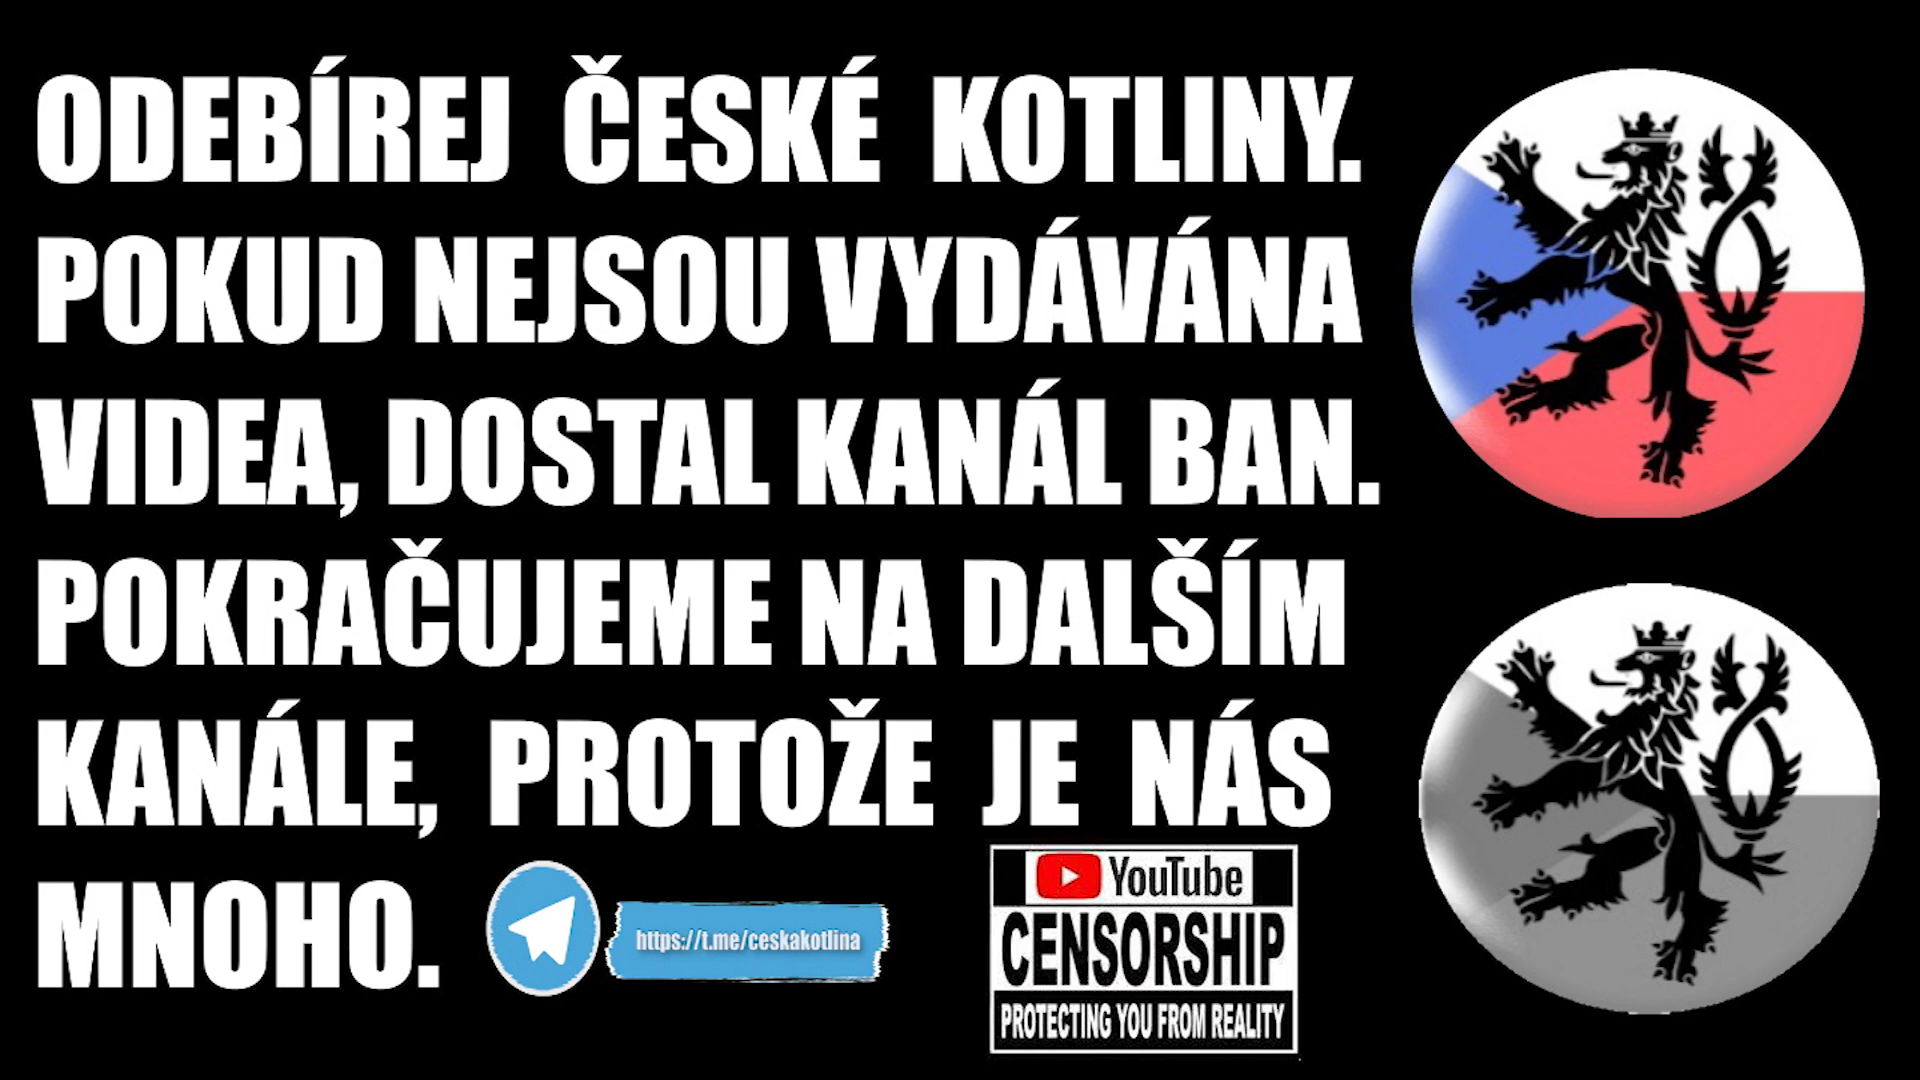 ODEBÍREJ ČESKÉ KOTLINY.
POKUD NEJSOU VYDÁVÁNA
VIDEA, DOSTAL KANÁL BAN.
POKRAČUJEME NA DALŠÍM
KANÁLE, PROTOŽE JE NÁS
MNOHO.
https://t.me/ceskakotlina
YouTube
CENSORSHIP
PROTECTING YOU FROM REALITY